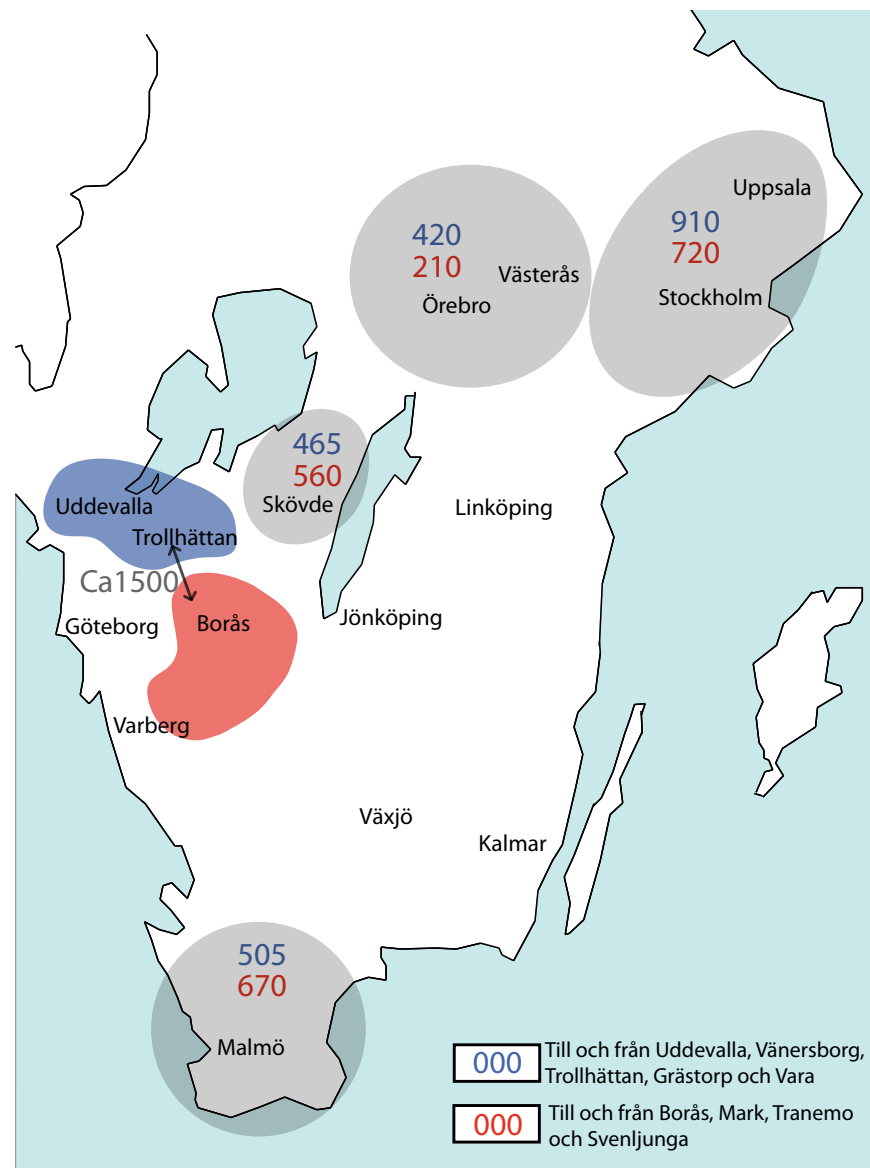 Uppsala
910
720
Stockholm
420
210
Västerås
Örebro
465
560
Skövde
Uddevalla
Trollhättan
Linköping
Ca1500
Göteborg
Borås
Jönköping
Varberg
Växjö
Kalmar
505
670
Malmö
000
Till och från Uddevalla, Vänersborg,
Trollhättan, Grästorp och Vara
000
Till och från Borås, Mark, Tranemo
och Svenljunga